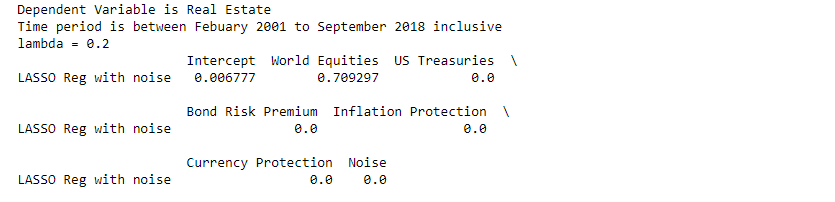 Dependent Variable is Real Estate
Time period is between Febuary 2001 to September 2018 inclusive
lambda = 0.2
Intercept World Equities US Treasuries \
LASSO Reg with noise 0.006777 0.709297 0.0
Bond Risk Premium Inflation Protection \
LASSO Reg with noise 0.0 0.0
Currency Protection Noise
LASSO Reg with noise 0.0 0.0